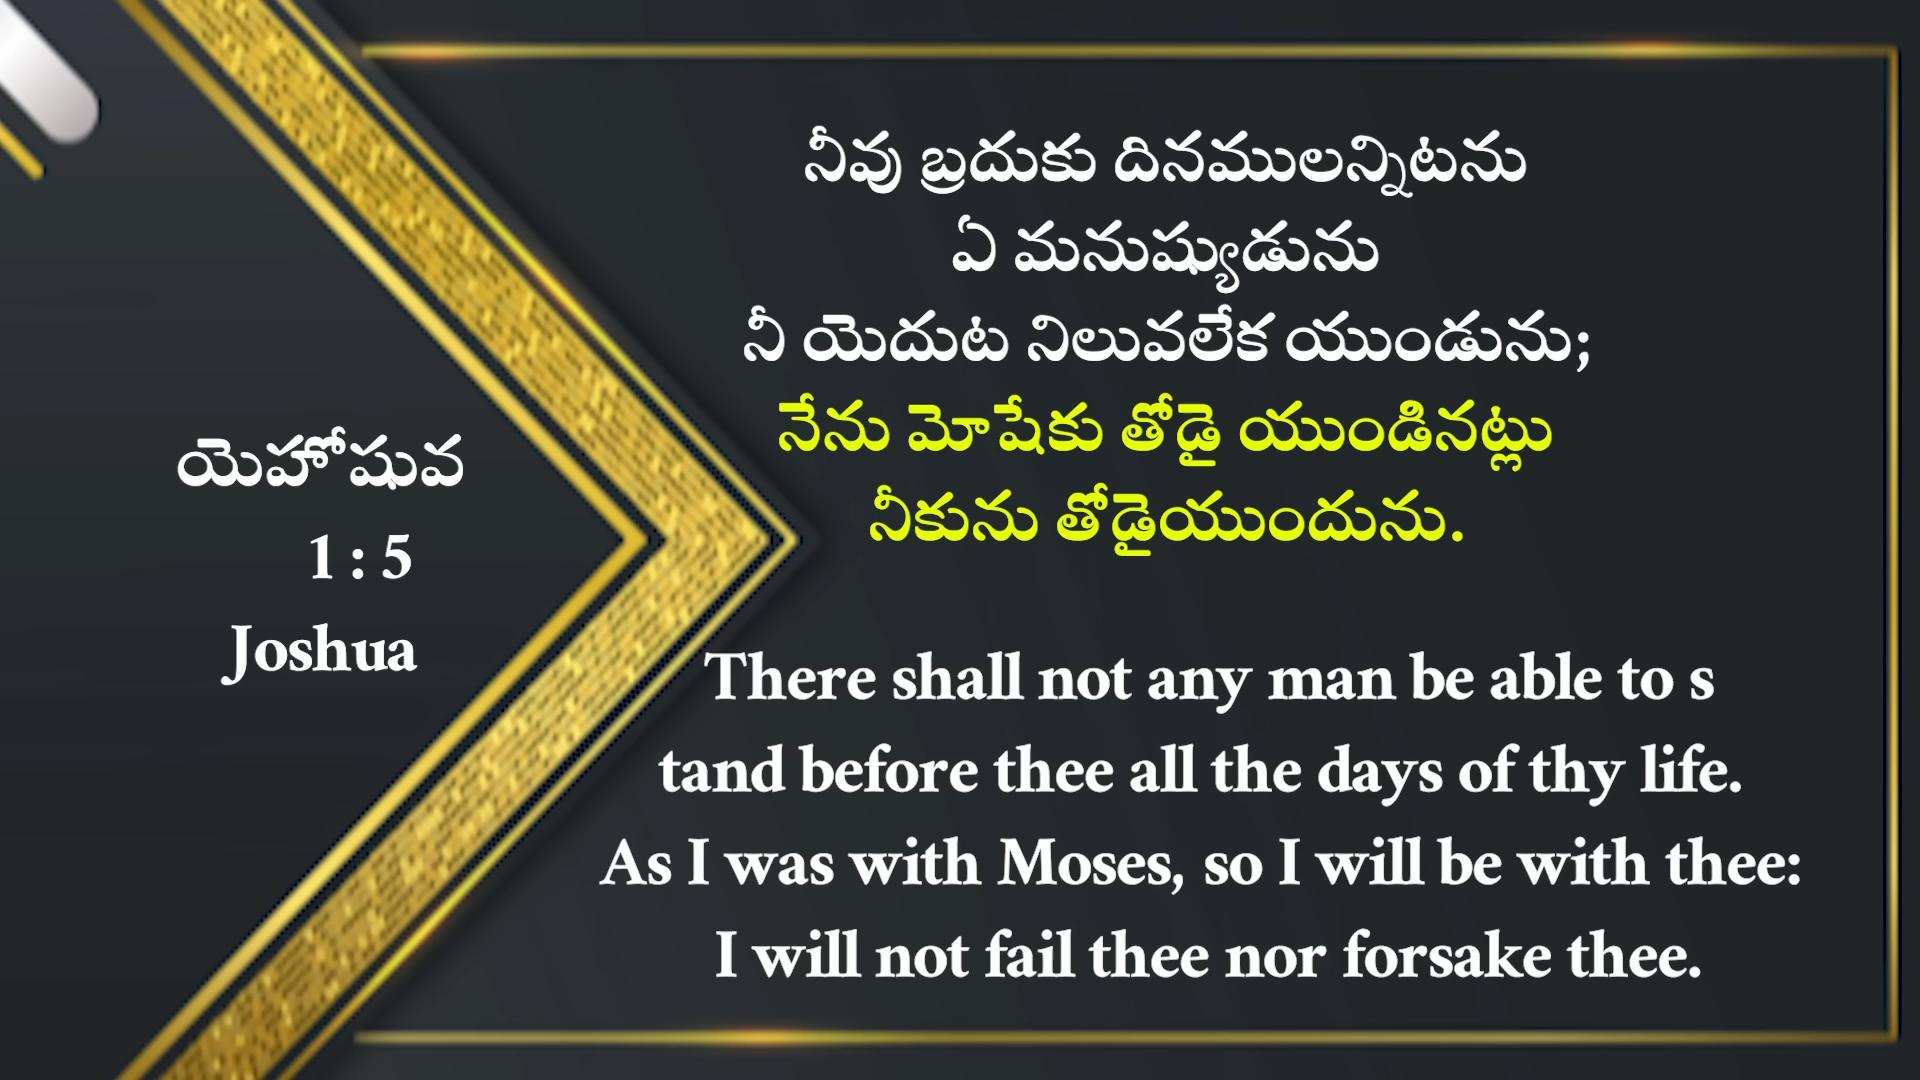 యెహోషువ
1 : 5
Joshua
నీవు బ్రదుకు దినములన్నిటను
ఏ మనుష్యుడును
నీ యెదుట నిలువలేక యుండును;
నేను మోషేకు తోడై యుండినట్లు
నీకును తోడైయుందును.
There shall not any man be able to s
tand before thee all the days of thy life.
As I was with Moses, so I will be with thee:
I will not fail thee nor forsake thee.